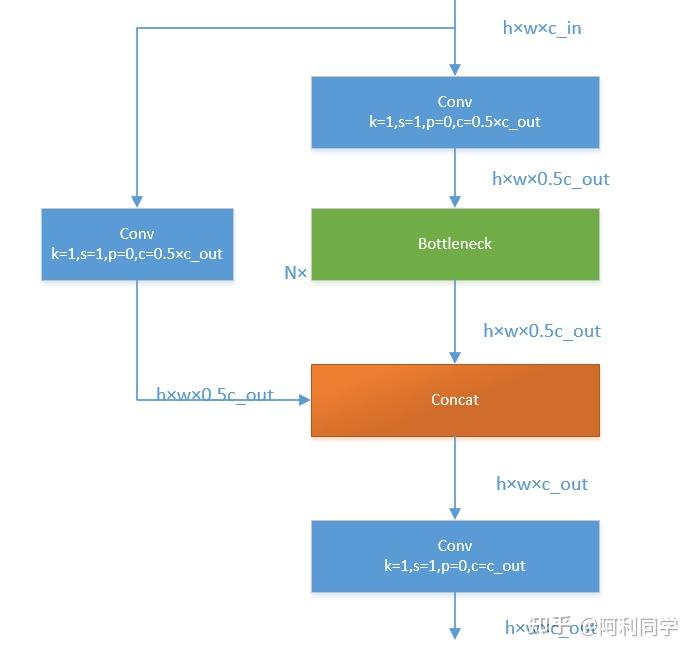 h×w×c_in
Conv
k=1,s=1,p=0,c=0.5×c_out
h×w×0.5c_out
Conv
k=1,s=1,p=0,c=0.5×c_out
Bottleneck
N×
h×w×0.5c_out
h×w×0.5c_out
Concat
h×w×c_out
Conv
k=1,s=1,p=0,c=c_out
h×w×c_out
知乎 @阿利同学